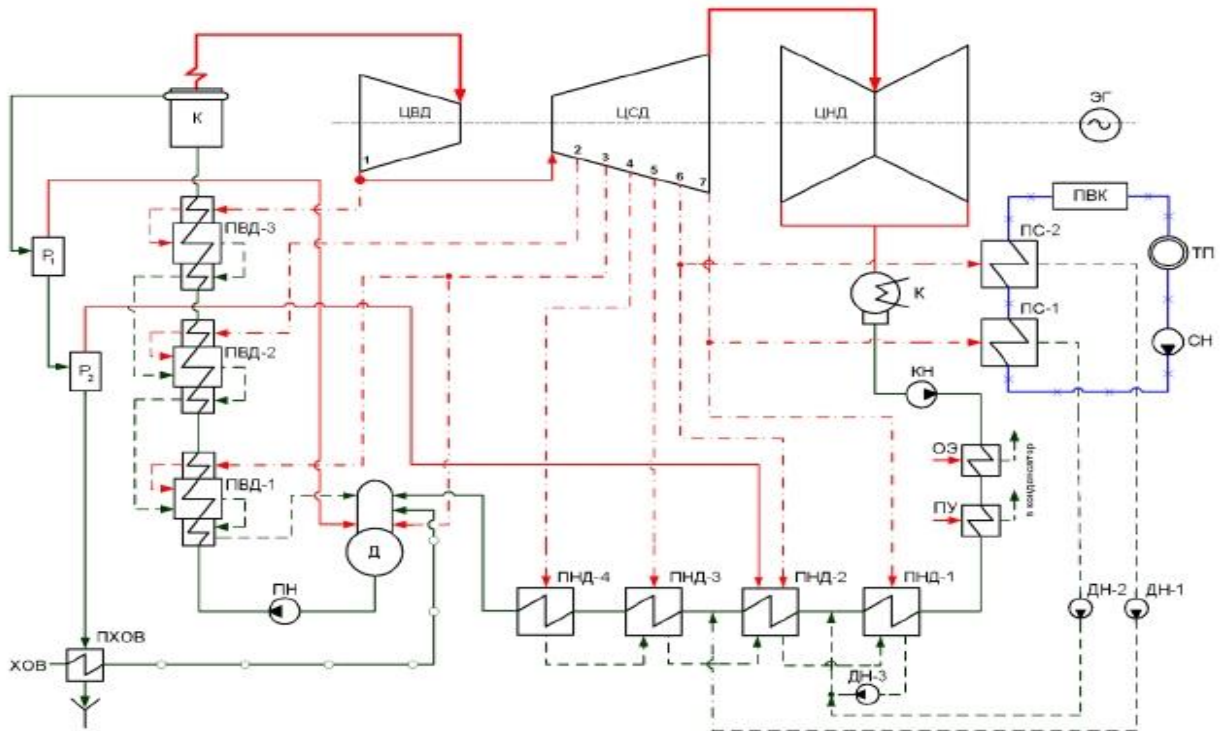 К
ЦВД
ЦСД
ЦНД
ЭГ
1
2
3
4
5
6
7
ПВК
ПВД-3
ПС-2
ТП
Р1
К
ПС-1
СН
ПВД-2
Р2
КН
ОЭ
в конденсатор
ПВД-1
ПУ
Д
ПН
ПНД-4
ПНД-3
ПНД-2
ПНД-1
ДН-2
ДН-1
ПХОВ
ХОВ
ДН-3